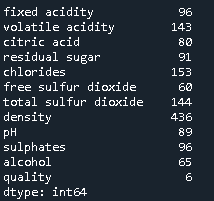 fixed acidity 96
volatile acidity 143
citric acid 80
residual sugar 91
chlorides 153
free sulfur dioxide 60
total sulfur dioxide 144
density 436
pH 89
sulphates 96
alcohol 65
quality 6
dtype: int64